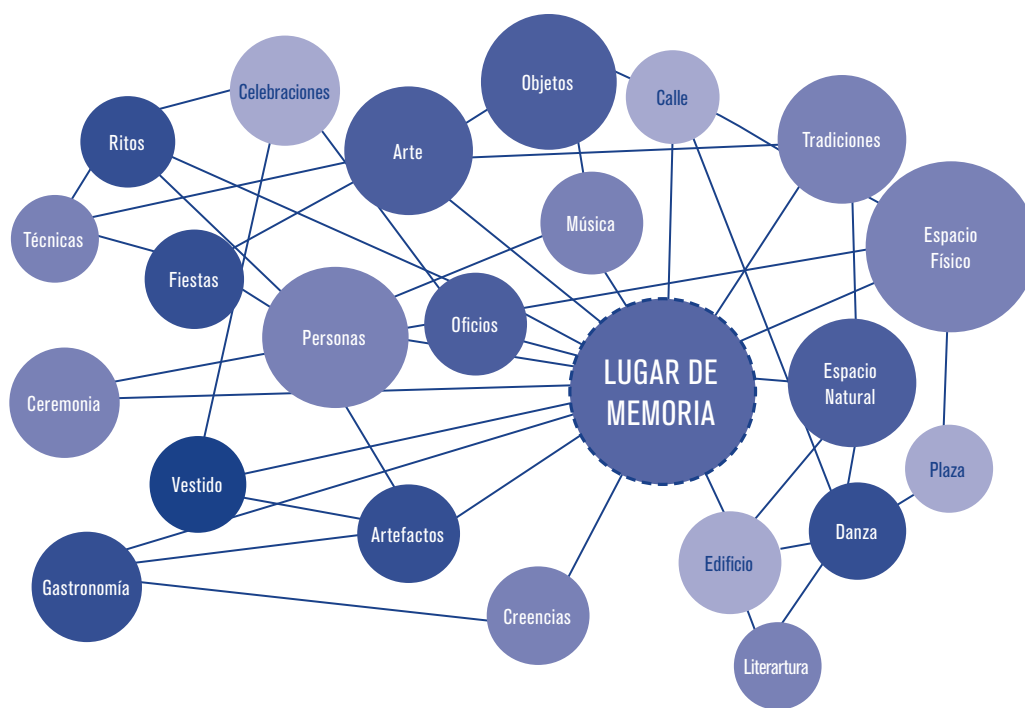 Objetos
Celebraciones
Calle
Ritos
Arte
Tradiciones
Técnicas
Música
Espacio
Físico
Fiestas
Personas
Oficios
LUGAR DE
MEMORIA
Espacio
Natural
Ceremonia
Vestido
Plaza
Artefactos
Danza
Gastronomía
Edificio
Creencias
Literartura